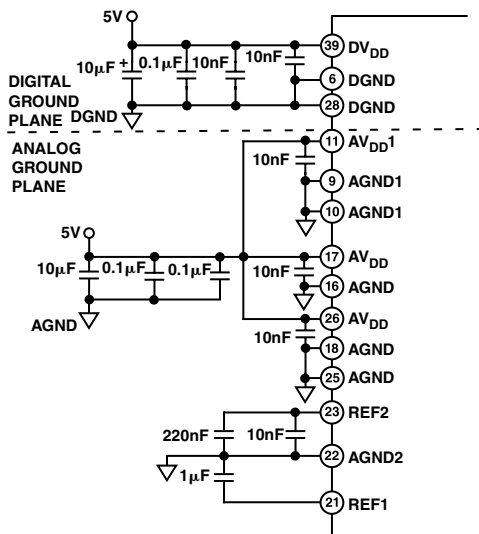 5V
39 DVDD
10μF + 0.1μF 10nF 10nF
6 DGND
DIGITAL
GROUND
PLANE DGND
28 DGND
ANALOG
GROUND
PLANE
11 AVDD1
10nF
9 AGND1
10 AGND1
5V
17 AVDD
10μF 0.1μF 0.1μF 10nF
16 AGND
AGND
26 AVDD
10nF
18 AGND
25 AGND
23 REF2
220nF 10nF
22 AGND2
1μF
21 REF1